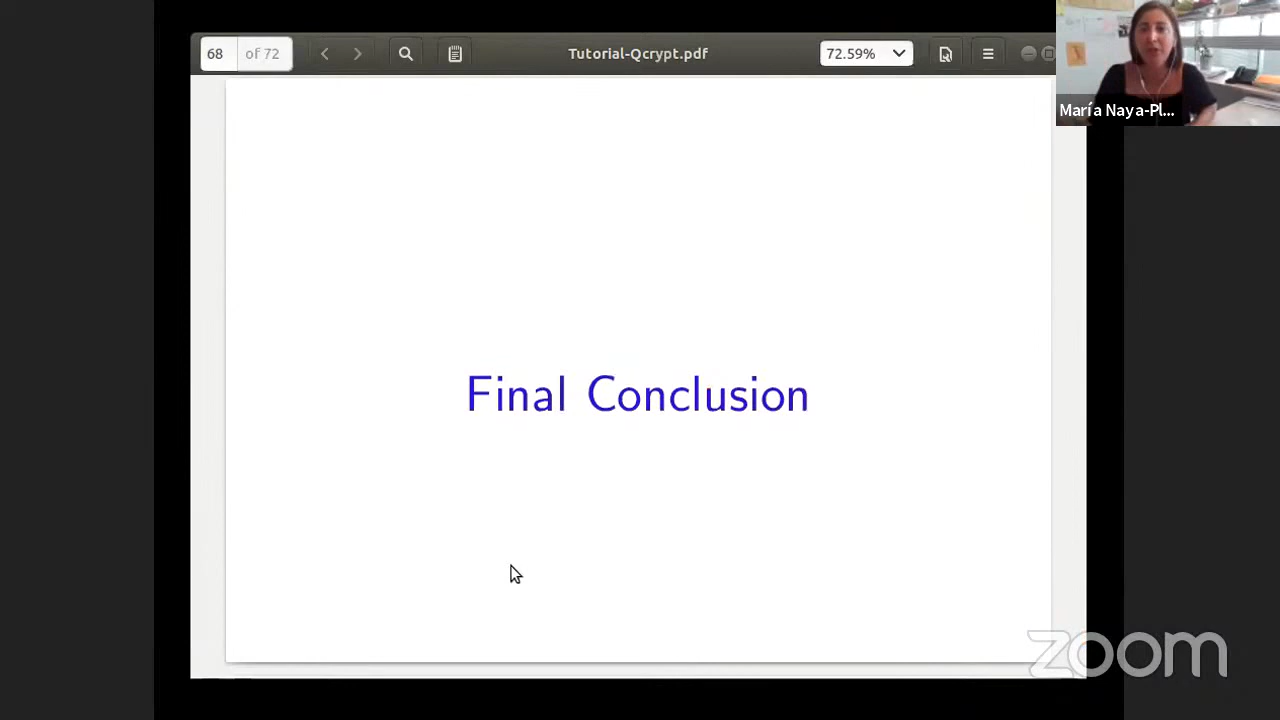 68 of 72
Tutorial-Qcrypt.pdf
72.59%
María Naya-Pl...
Final Conclusion
zoom